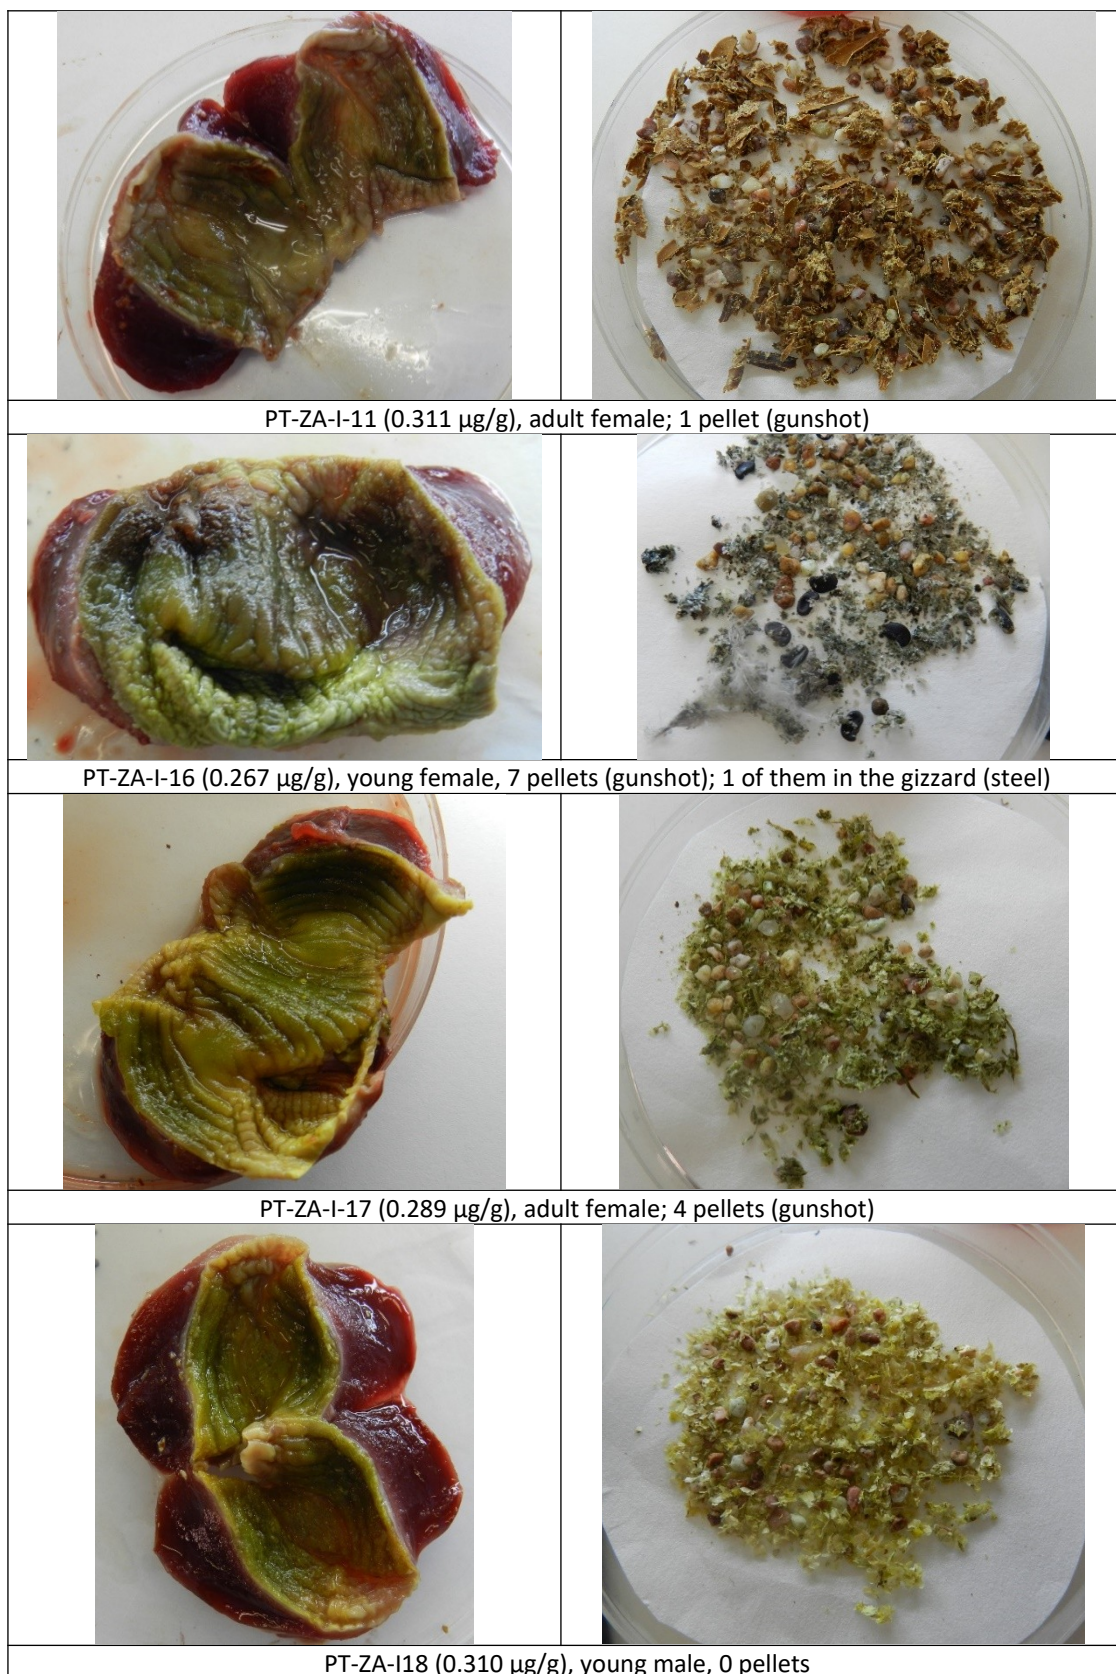 PT-ZA-I-11 (0.311 µg/g), adult female; 1 pellet (gunshot)
PT-ZA-I-16 (0.267 µg/g), young female, 7 pellets (gunshot); 1 of them in the gizzard (steel)
PT-ZA-I-17 (0.289 µg/g), adult female; 4 pellets (gunshot)
PT-ZA-I18 (0.310 µg/g), young male, 0 pellets